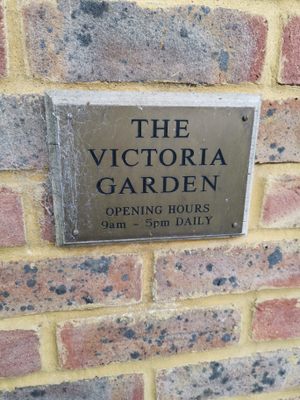 THE
VICTORIA
GARDEN
OPENING HOURS
9am - 5pm DAILY